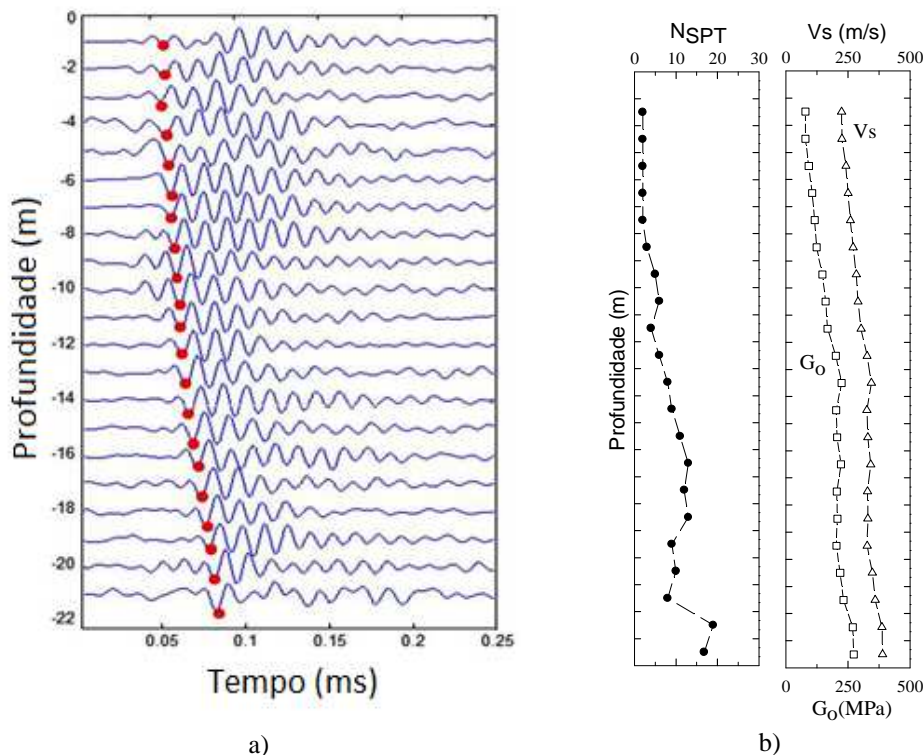 Profundidade (m)
0
-2
-4
-6
-8
-10
-12
-14
-16
-18
-20
-22
0.05
0.1
0.15
0.2
0.25
Tempo (ms)
a)
NSPT
0 10 20 30
Profundidade (m)
Vs (m/s)
0 250 500
Vs
Go
0 250 500
Go(MPa)
b)